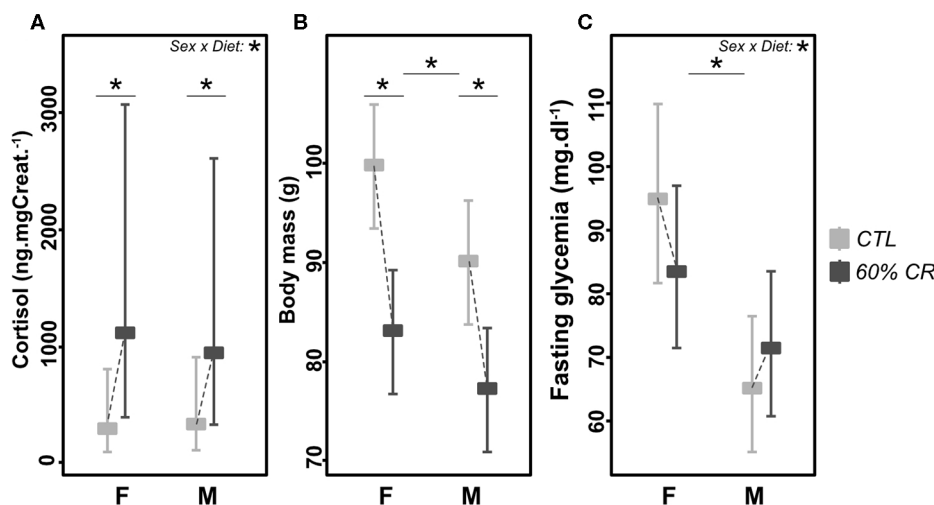 A
B
C
Sex x Diet: *
Sex x Diet: *
*
*
*
*
*
*
Cortisol (ng.mgCreat.-1)
3000
2000
1000
0
F
M
Body mass (g)
100
90
80
70
F
M
Fasting glycemia (mg.dl-1)
110
100
90
80
70
60
F
M
CTL
60% CR